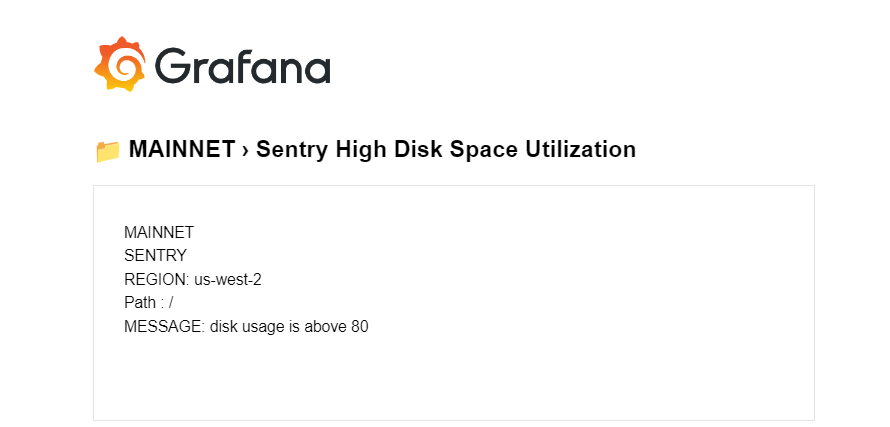 Grafana
MAINNET › Sentry High Disk Space Utilization
MAINNET
SENTRY
REGION: us-west-2
Path : /
MESSAGE: disk usage is above 80